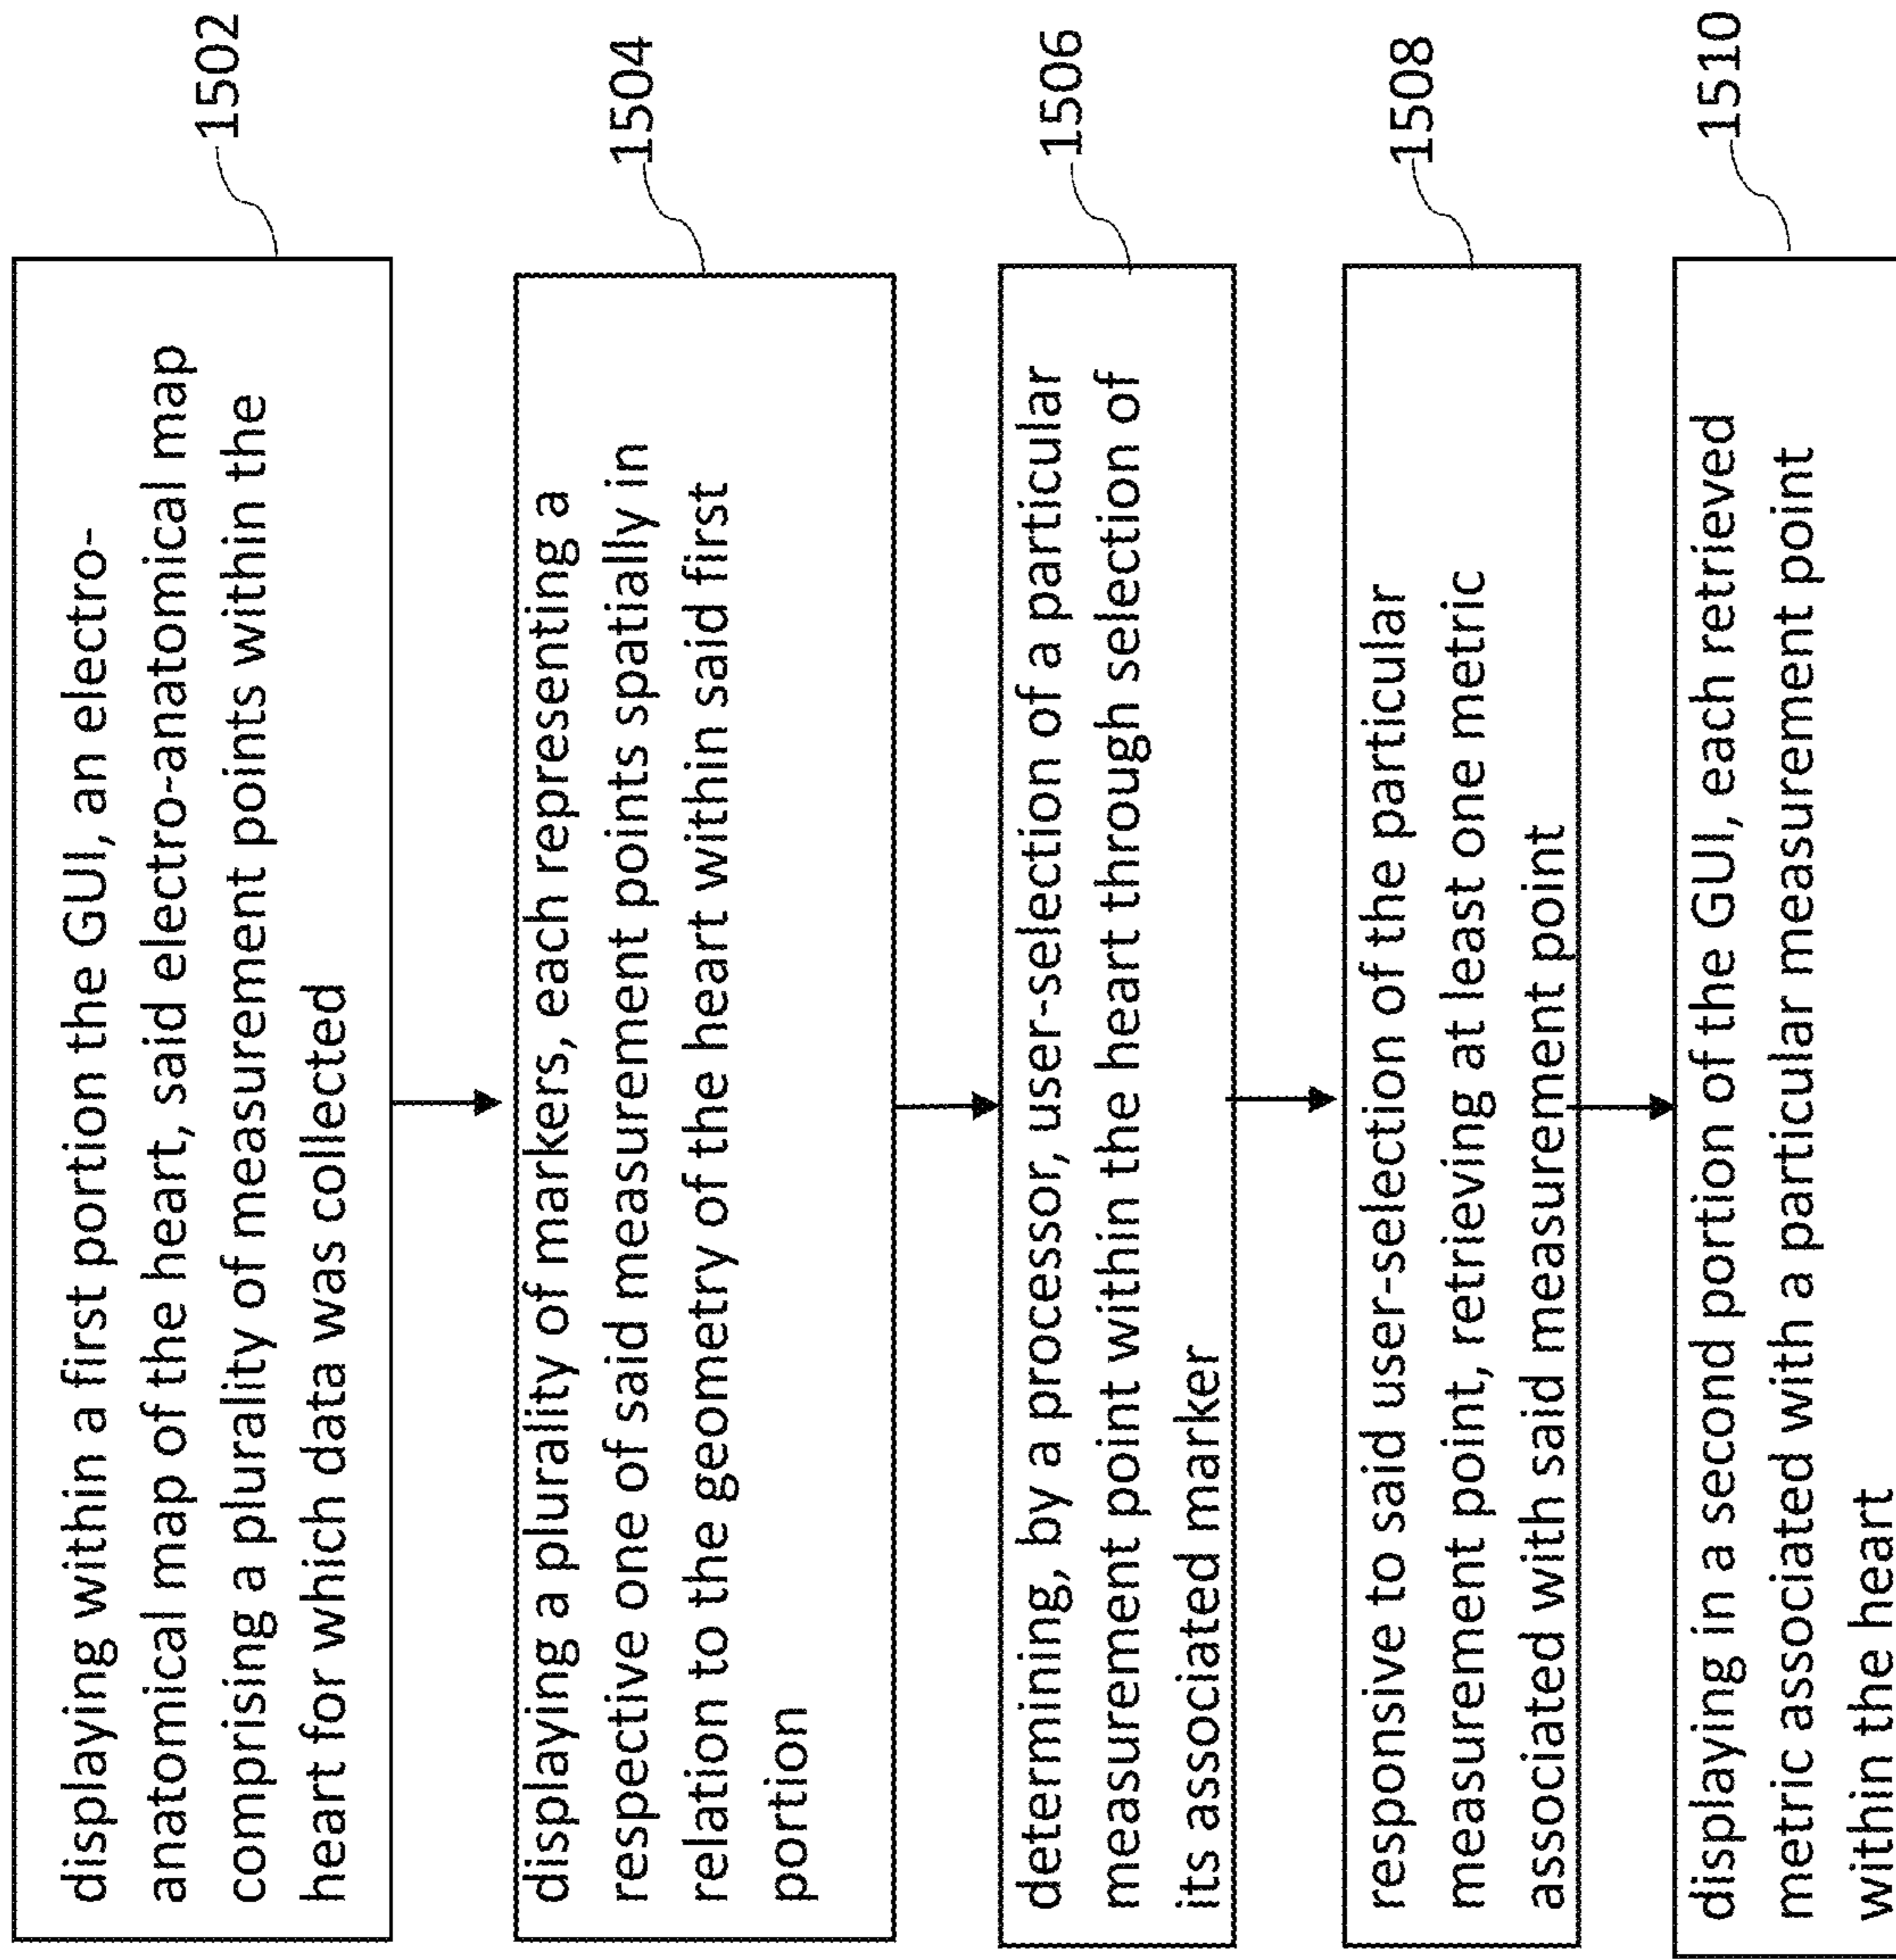 displaying within a first portion the GUI, an electro-
anatomical map of the heart, said electro-anatomical map
comprising a plurality of measurement points within the
heart for which data was collected
1502
displaying a plurality of markers, each representing a
respective one of said measurement points spatially in
relation to the geometry of the heart within said first
portion
1504
determining, by a processor, user-selection of a particular
measurement point within the heart through selection of
its associated marker
1506
responsive to said user-selection of the particular
measurement point, retrieving at least one metric
associated with said measurement point
1508
displaying in a second portion of the GUI, each retrieved
metric associated with a particular measurement point
within the heart
1510